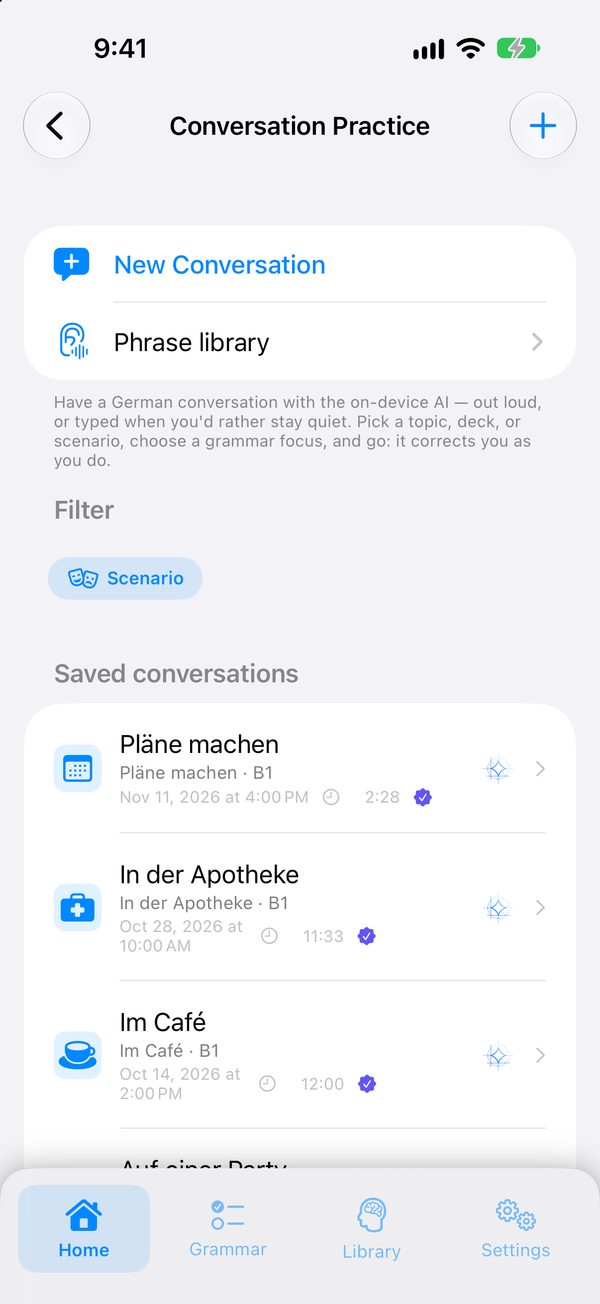 9:41
Conversation Practice
New Conversation
Phrase library
Have a German conversation with the on-device AI — out loud,
or typed when you'd rather stay quiet. Pick a topic, deck, or
scenario, choose a grammar focus, and go: it corrects you as
you do.
Filter
Scenario
Saved conversations
Pläne machen
Pläne machen · B1
Nov 11, 2026 at 4:00 PM 2:28
In der Apotheke
In der Apotheke · B1
Oct 28, 2026 at
10:00 AM
11:33
Im Café
Im Café · B1
Oct 14, 2026 at
2:00 PM
12:00
Auf einer Party
Home
Grammar
Library
Settings